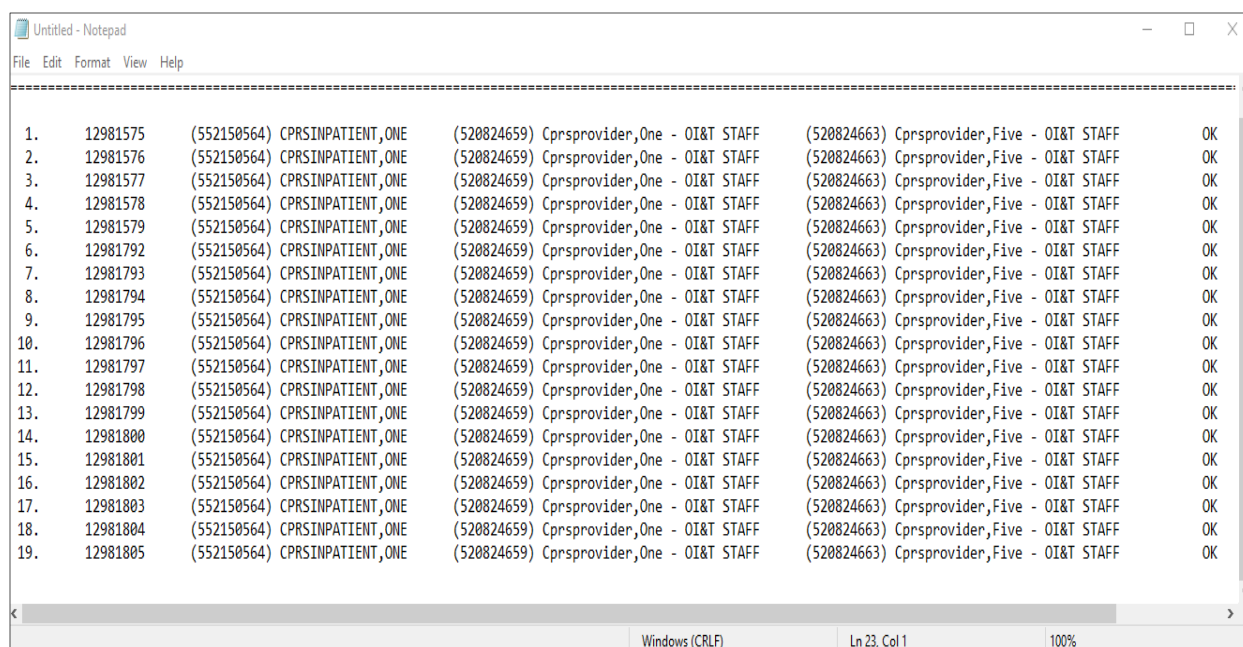 Untitled - Notepad
File Edit Format View Help
1. 12981575 (552150564) CPRSINPATIENT,ONE (520824659) Cprsprovider,One - OI&T STAFF (520824663) Cprsprovider,Five - OI&T STAFF OK
2. 12981576 (552150564) CPRSINPATIENT,ONE (520824659) Cprsprovider,One - OI&T STAFF (520824663) Cprsprovider,Five - OI&T STAFF OK
3. 12981577 (552150564) CPRSINPATIENT,ONE (520824659) Cprsprovider,One - OI&T STAFF (520824663) Cprsprovider,Five - OI&T STAFF OK
4. 12981578 (552150564) CPRSINPATIENT,ONE (520824659) Cprsprovider,One - OI&T STAFF (520824663) Cprsprovider,Five - OI&T STAFF OK
5. 12981579 (552150564) CPRSINPATIENT,ONE (520824659) Cprsprovider,One - OI&T STAFF (520824663) Cprsprovider,Five - OI&T STAFF OK
6. 12981792 (552150564) CPRSINPATIENT,ONE (520824659) Cprsprovider,One - OI&T STAFF (520824663) Cprsprovider,Five - OI&T STAFF OK
7. 12981793 (552150564) CPRSINPATIENT,ONE (520824659) Cprsprovider,One - OI&T STAFF (520824663) Cprsprovider,Five - OI&T STAFF OK
8. 12981794 (552150564) CPRSINPATIENT,ONE (520824659) Cprsprovider,One - OI&T STAFF (520824663) Cprsprovider,Five - OI&T STAFF OK
9. 12981795 (552150564) CPRSINPATIENT,ONE (520824659) Cprsprovider,One - OI&T STAFF (520824663) Cprsprovider,Five - OI&T STAFF OK
10. 12981796 (552150564) CPRSINPATIENT,ONE (520824659) Cprsprovider,One - OI&T STAFF (520824663) Cprsprovider,Five - OI&T STAFF OK
11. 12981797 (552150564) CPRSINPATIENT,ONE (520824659) Cprsprovider,One - OI&T STAFF (520824663) Cprsprovider,Five - OI&T STAFF OK
12. 12981798 (552150564) CPRSINPATIENT,ONE (520824659) Cprsprovider,One - OI&T STAFF (520824663) Cprsprovider,Five - OI&T STAFF OK
13. 12981799 (552150564) CPRSINPATIENT,ONE (520824659) Cprsprovider,One - OI&T STAFF (520824663) Cprsprovider,Five - OI&T STAFF OK
14. 12981800 (552150564) CPRSINPATIENT,ONE (520824659) Cprsprovider,One - OI&T STAFF (520824663) Cprsprovider,Five - OI&T STAFF OK
15. 12981801 (552150564) CPRSINPATIENT,ONE (520824659) Cprsprovider,One - OI&T STAFF (520824663) Cprsprovider,Five - OI&T STAFF OK
16. 12981802 (552150564) CPRSINPATIENT,ONE (520824659) Cprsprovider,One - OI&T STAFF (520824663) Cprsprovider,Five - OI&T STAFF OK
17. 12981803 (552150564) CPRSINPATIENT,ONE (520824659) Cprsprovider,One - OI&T STAFF (520824663) Cprsprovider,Five - OI&T STAFF OK
18. 12981804 (552150564) CPRSINPATIENT,ONE (520824659) Cprsprovider,One - OI&T STAFF (520824663) Cprsprovider,Five - OI&T STAFF OK
19. 12981805 (552150564) CPRSINPATIENT,ONE (520824659) Cprsprovider,One - OI&T STAFF (520824663) Cprsprovider,Five - OI&T STAFF OK
Windows (CRLF) Ln 23, Col 1 100%